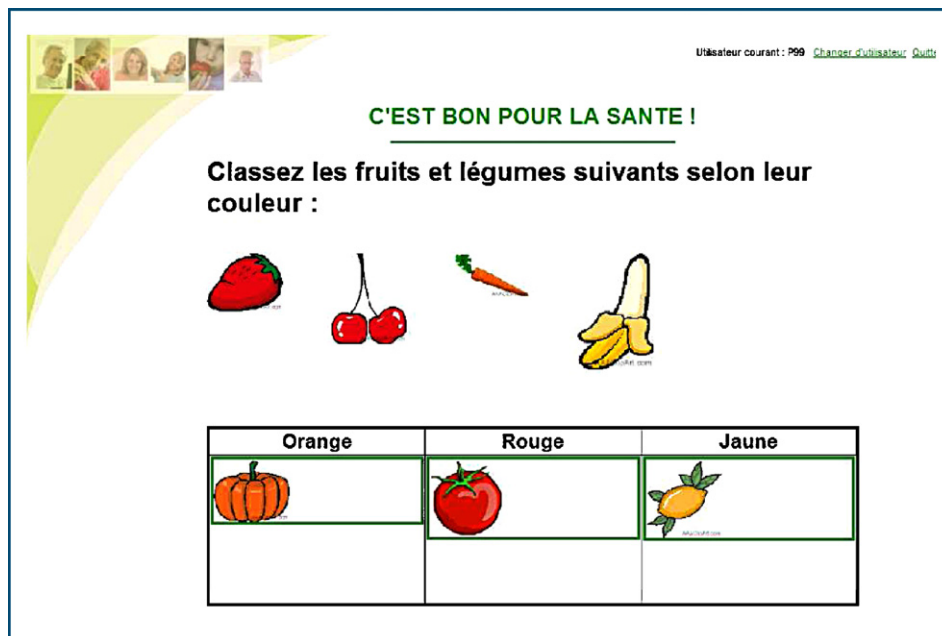 Utilisateur courant : P99 Changer d'utilisateur Quitte
C'EST BON POUR LA SANTE !
Classez les fruits et légumes suivants selon leur
couleur :
Orange Rouge Jaune